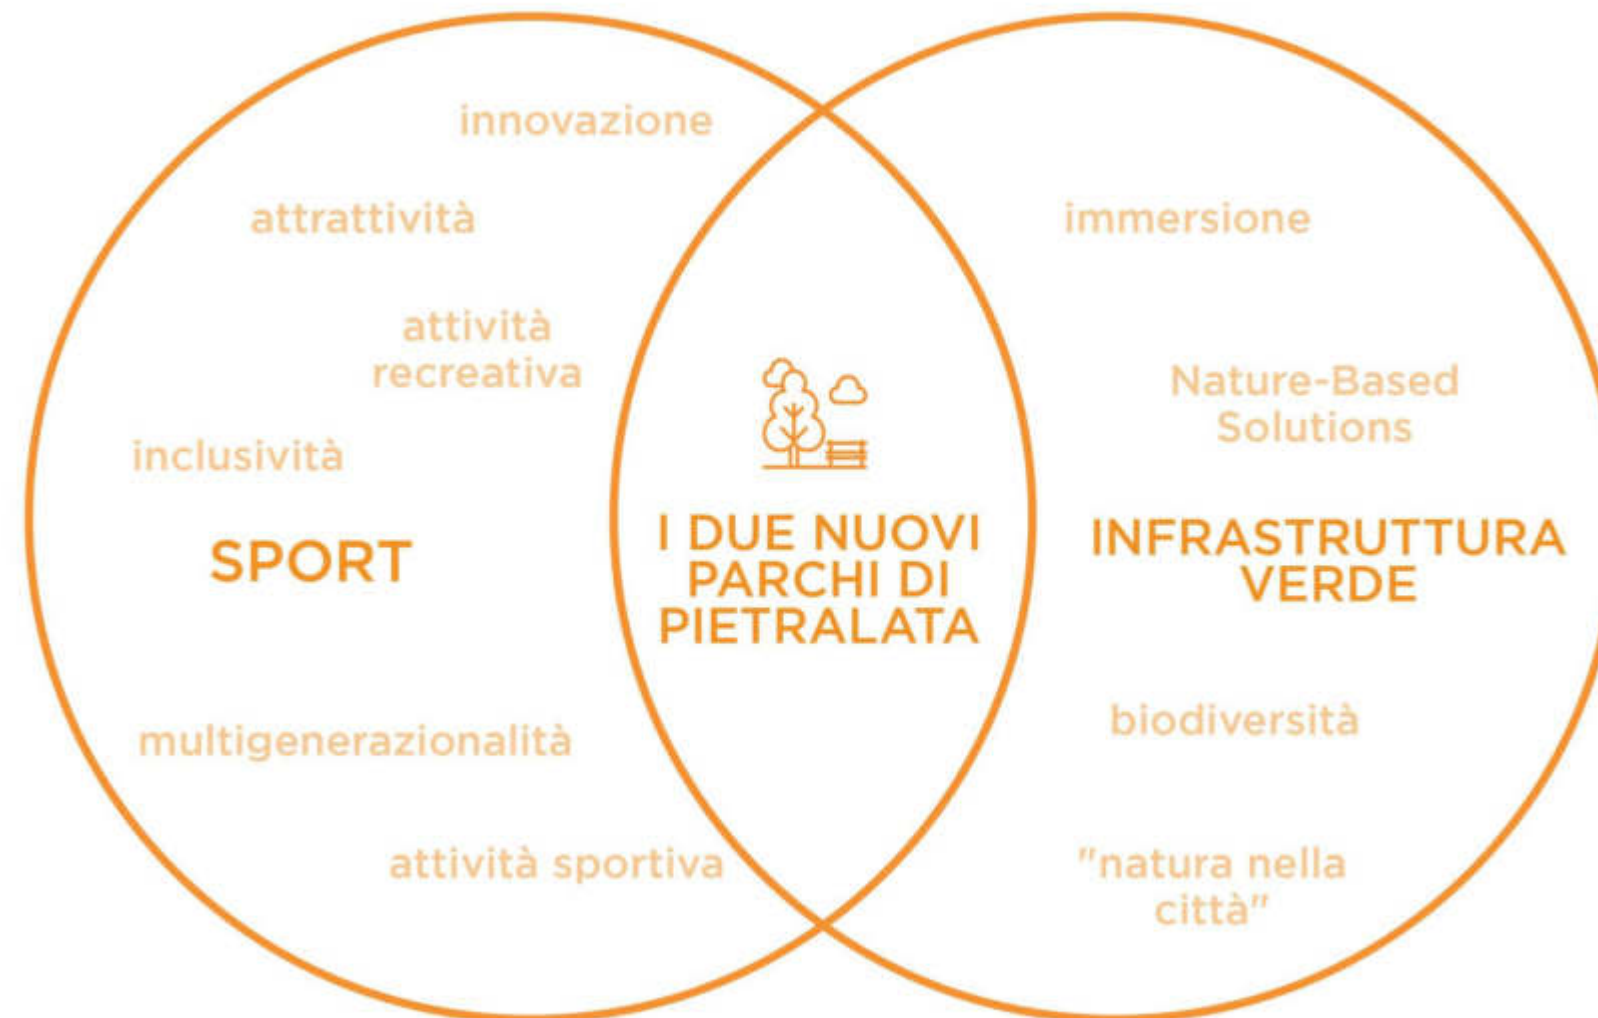 innovazione
attrattività
attività
recreativa
inclusività
SPORT
multigenerazionalità
attività sportiva
I DUE NUOVI
PARCHI DI
PIETRALATA
immersione
Nature-Based
Solutions
INFRASTRUTTURA
VERDE
biodiversità
"natura nella
città"